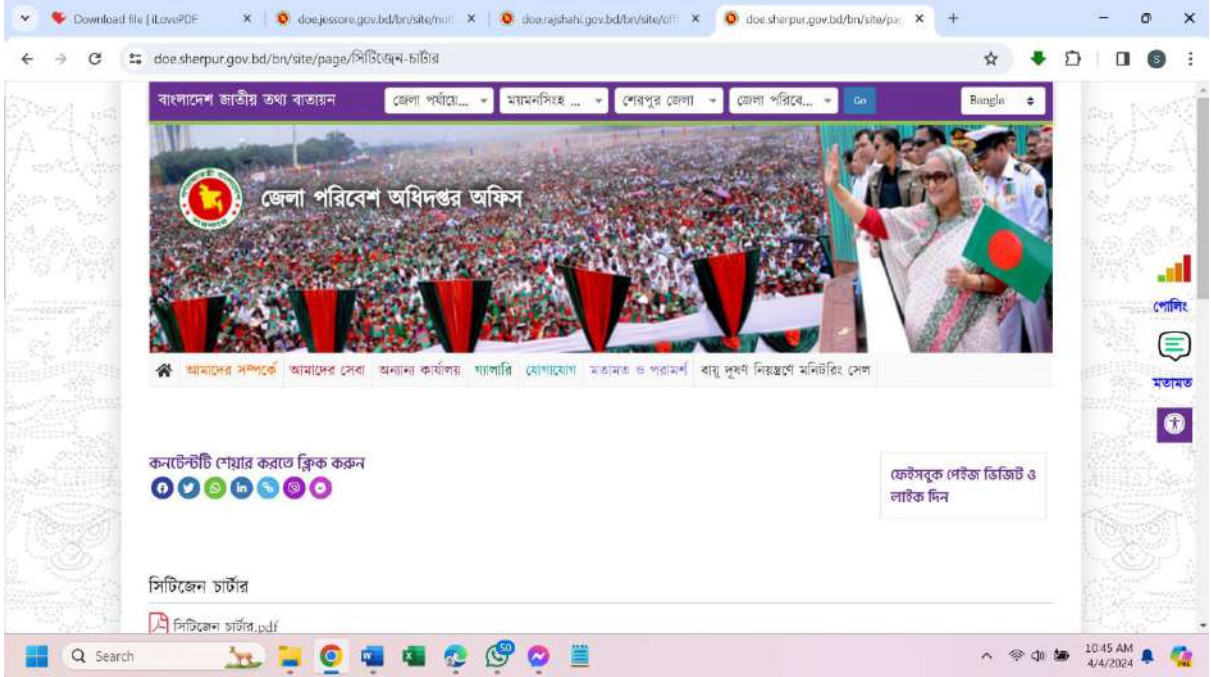 Download file | iLovePDF
doe.jessore.gov.bd/bn/site/noti
doe.rajshahi.gov.bd/bn/site/offi
doe.sherpur.gov.bd/bn/site/pa
doe.sherpur.gov.bd/bn/site/page/সিটিজেন-চার্টার
S
বাংলাদেশ জাতীয় তথ্য বাতায়ন
জেলা পর্যায়ে...
ময়মনসিংহ ...
শেরপুর জেলা
জেলা পরিবে...
Go
Bangla
জেলা পরিবেশ অধিদপ্তর অফিস
পোলিং
মতামত
আমাদের সম্পর্কে আমাদের সেবা অন্যান্য কার্যালয় গ্যালারি যোগাযোগ মতামত ও পরামর্শ বায়ু দূষণ নিয়ন্ত্রণে মনিটরিং সেল
কনটেন্টটি শেয়ার করতে ক্লিক করুন
ফেইসবুক পেইজ ভিজিট ও
লাইক দিন
সিটিজেন চার্টার
সিটিজেন চার্টার.pdf
Search
50
10:45 AM
4/4/2024